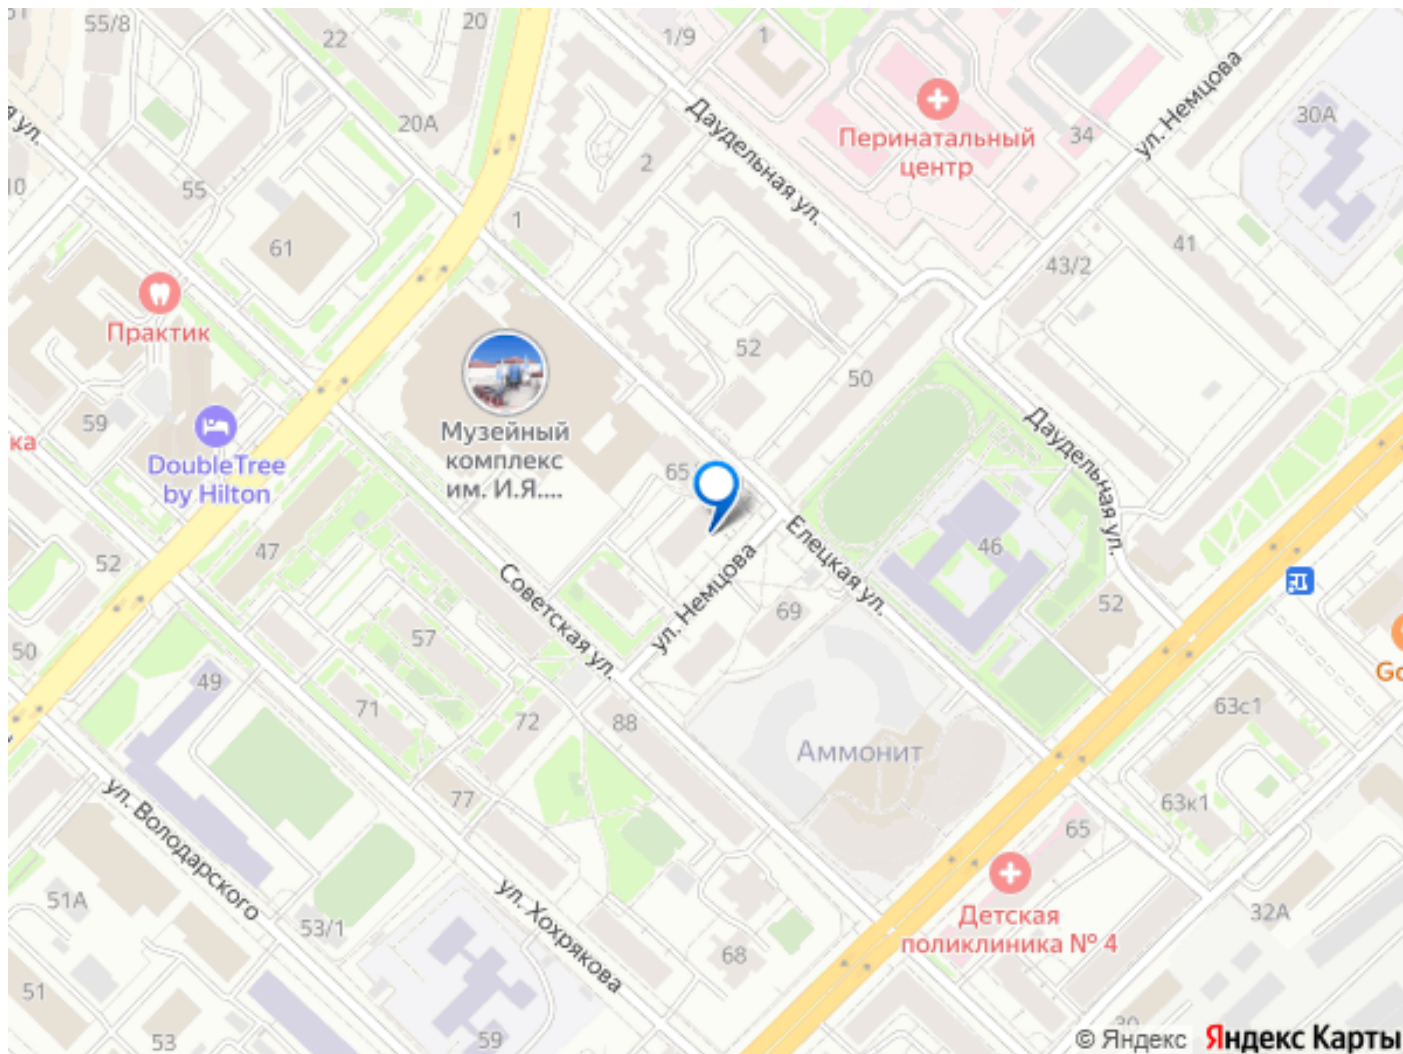 55/8
22
20
1/9
1
ул. Немцова
20А
Даудельная ул.
Перинатальный
центр
34
30А
ая ул.
10
55
2
1
61
41
43/2
Практик
52
50
59
ка
DoubleTree
by Hilton
Музейный
комплекс
им. И.Я....
65
Даудельная ул.
52
47
Советская ул.
ул. Немцова
Елецкая ул.
46
52
69
50
57
49
71
72
88
Go
63с1
Аммонит
77
63к1
65
ул. Володарского
51А
53/1
ул. Хохрякова
68
Детская
поликлиника № 4
32А
51
53
59
© Яндекс Яндекс Карты